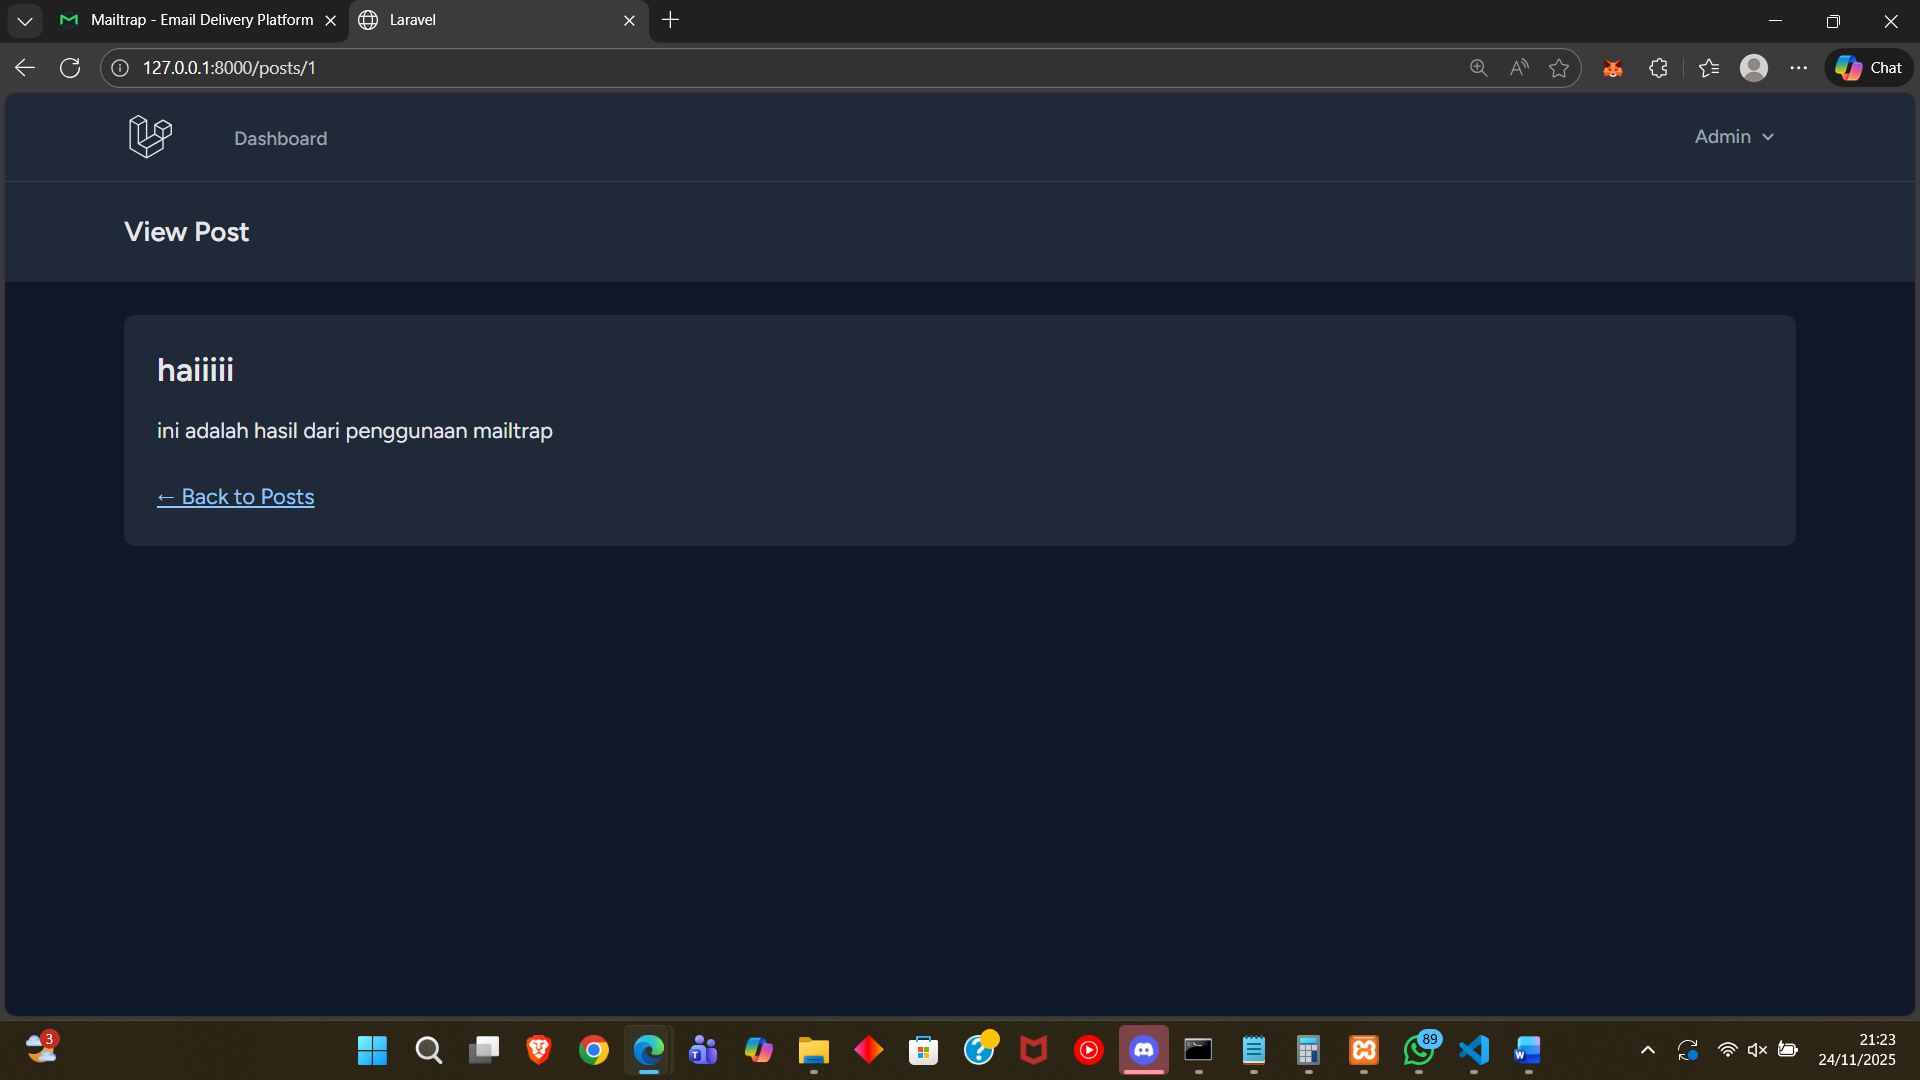 Mailtrap - Email Delivery Platform
Laravel
127.0.0.1:8000/posts/1
Chat
Dashboard
Admin
View Post
haiiiii
ini adalah hasil dari penggunaan mailtrap
← Back to Posts
3
89
21:23
24/11/2025